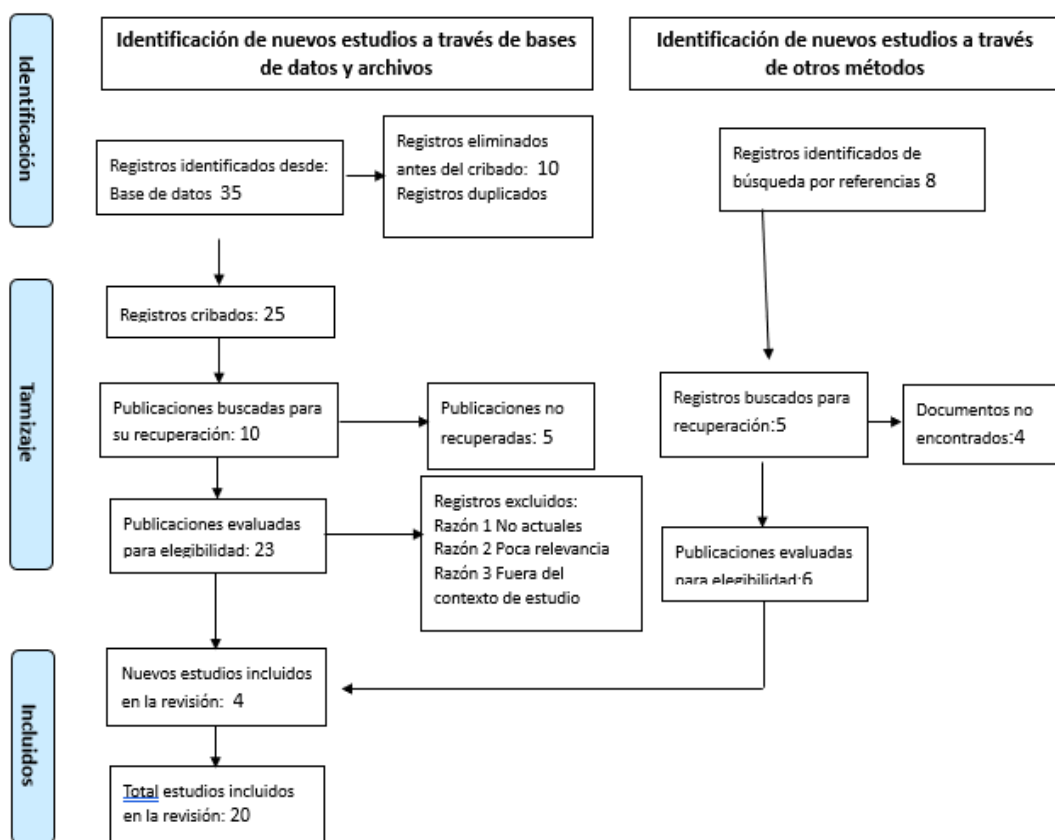 Identificación
Identificación de nuevos estudios a través de bases
de datos y archivos
Identificación de nuevos estudios a través
de otros métodos
Registros identificados desde:
Base de datos 35
Registros eliminados
antes del cribado: 10
Registros duplicados
Registros identificados de
búsqueda por referencias 8
Tamizaje
Registros cribados: 25
Publicaciones buscadas para
su recuperación: 10
Publicaciones no
recuperadas: 5
Registros buscados para
recuperación:5
Documentos no
encontrados:4
Publicaciones evaluadas
para elegibilidad: 23
Registros excluidos:
Razón 1 No actuales
Razón 2 Poca relevancia
Razón 3 Fuera del
contexto de estudio
Publicaciones evaluadas
para elegibilidad:6
Incluidos
Nuevos estudios incluidos
en la revisión: 4
Total estudios incluidos
en la revisión: 20